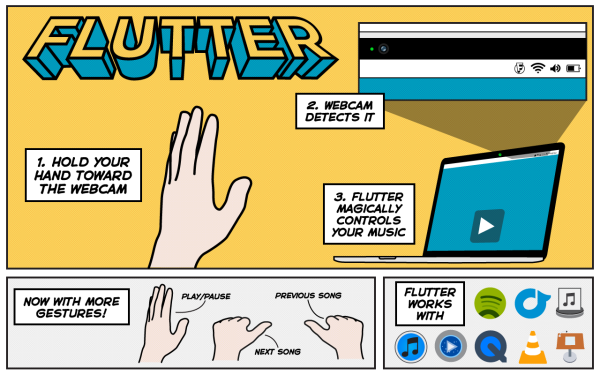 FLUTTER
1. HOLD YOUR
HAND TOWARD
THE WEBCAM
2. WEBCAM
DETECTS IT
3. FLUTTER
MAGICALLY
CONTROLS
YOUR MUSIC
NOW WITH MORE
GESTURES!
PLAY/PAUSE
NEXT SONG
PREVIOUS SONG
FLUTTER
WORKS
WITH